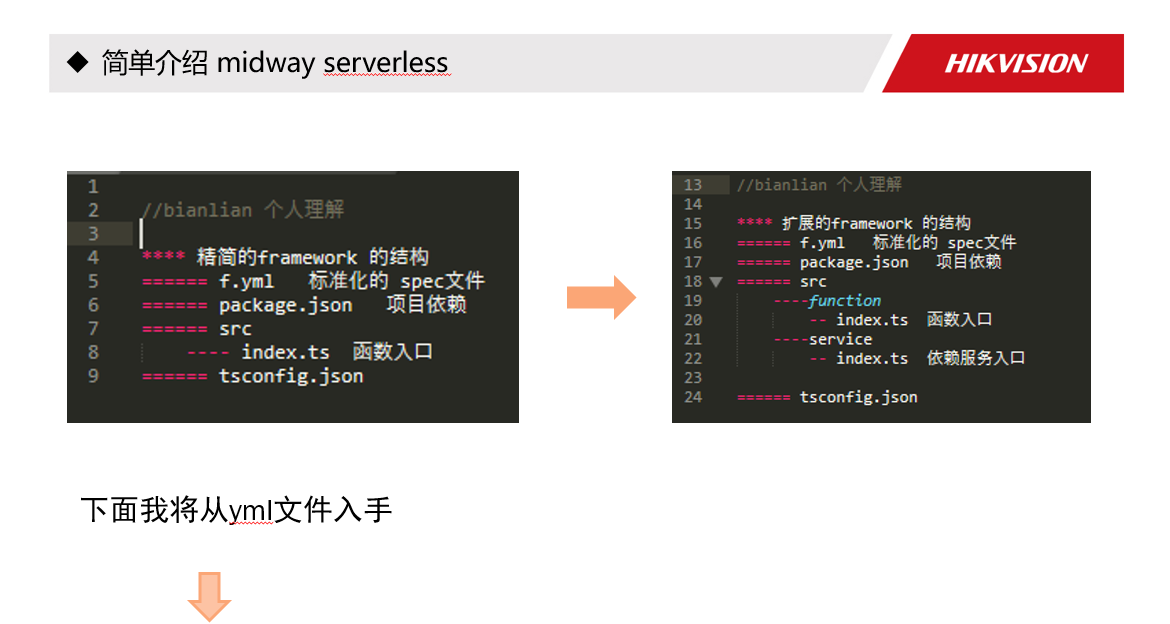 ◆ 简单介绍 midway serverless
HIKVISION
1
2 //bianlian 个人理解
3
4 **** 精简的framework 的结构
5 ====== f.yml 标准化的 spec文件
6 ====== package.json 项目依赖
7 ====== src
8 ---- index.ts 函数入口
9 ====== tsconfig.json
13 //bianlian 个人理解
14
15 **** 扩展的framework 的结构
16 ====== f.yml 标准化的 spec文件
17 ====== package.json 项目依赖
18 ====== src
19 ----function
20 -- index.ts 函数入口
21 ----service
22 -- index.ts 依赖服务入口
23
24 ====== tsconfig.json
下面我将从yml文件入手